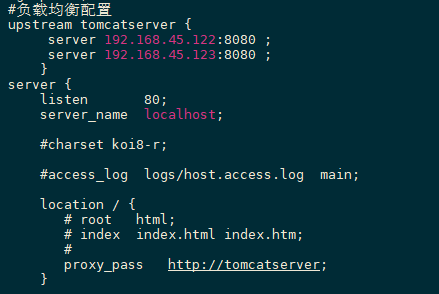 #负载均衡配置
upstream tomcatserver {
     server 192.168.45.122:8080 ;
     server 192.168.45.123:8080 ;
    }
server {
    listen       80;
    server_name  localhost;
    #charset koi8-r;
    #access_log  logs/host.access.log  main;
    location / {
       # root   html;
       # index  index.html index.htm;
       #
       proxy_pass   http://tomcatserver;
    }